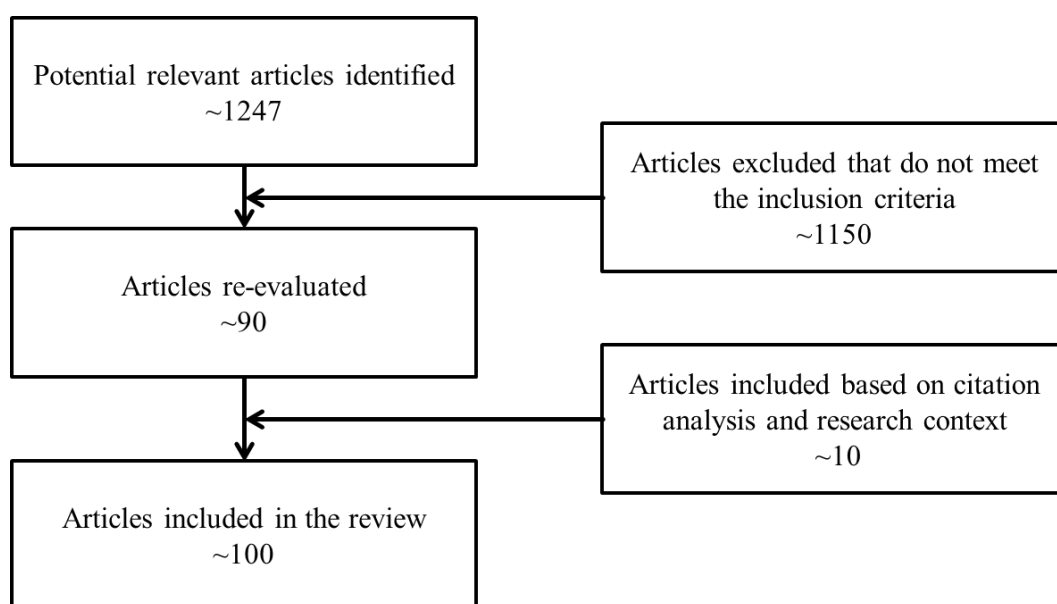 Potential relevant articles identified
~1247
Articles excluded that do not meet
the inclusion criteria
~1150
Articles re-evaluated
~90
Articles included based on citation
analysis and research context
~10
Articles included in the review
~100